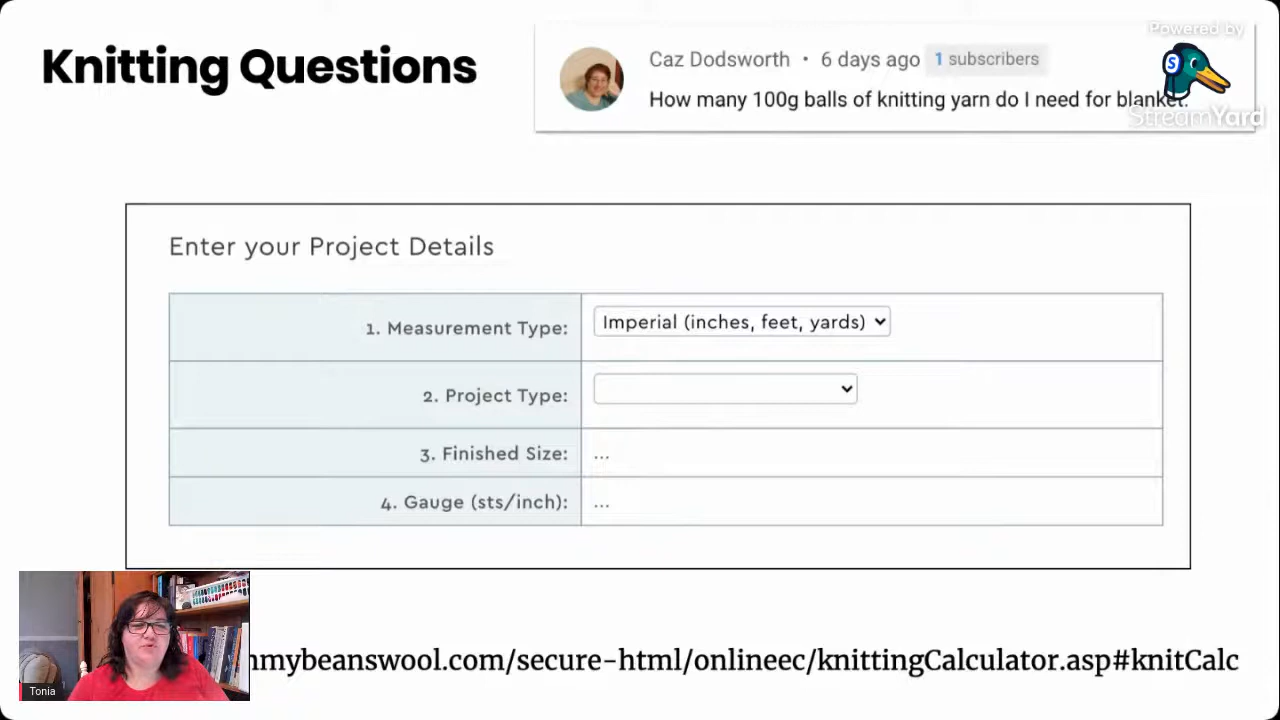 Knitting Questions
Caz Dodsworth • 6 days ago 1 subscribers
How many 100g balls of knitting yarn do I need for blanket.
Powered by
S
StreamYard
Enter your Project Details
1. Measurement Type: Imperial (inches, feet, yards)
2. Project Type:
3. Finished Size: ...
4. Gauge (sts/inch): ...
mmybeanswool.com/secure-html/onlineec/knittingCalculator.asp#knitCalc
Tonia